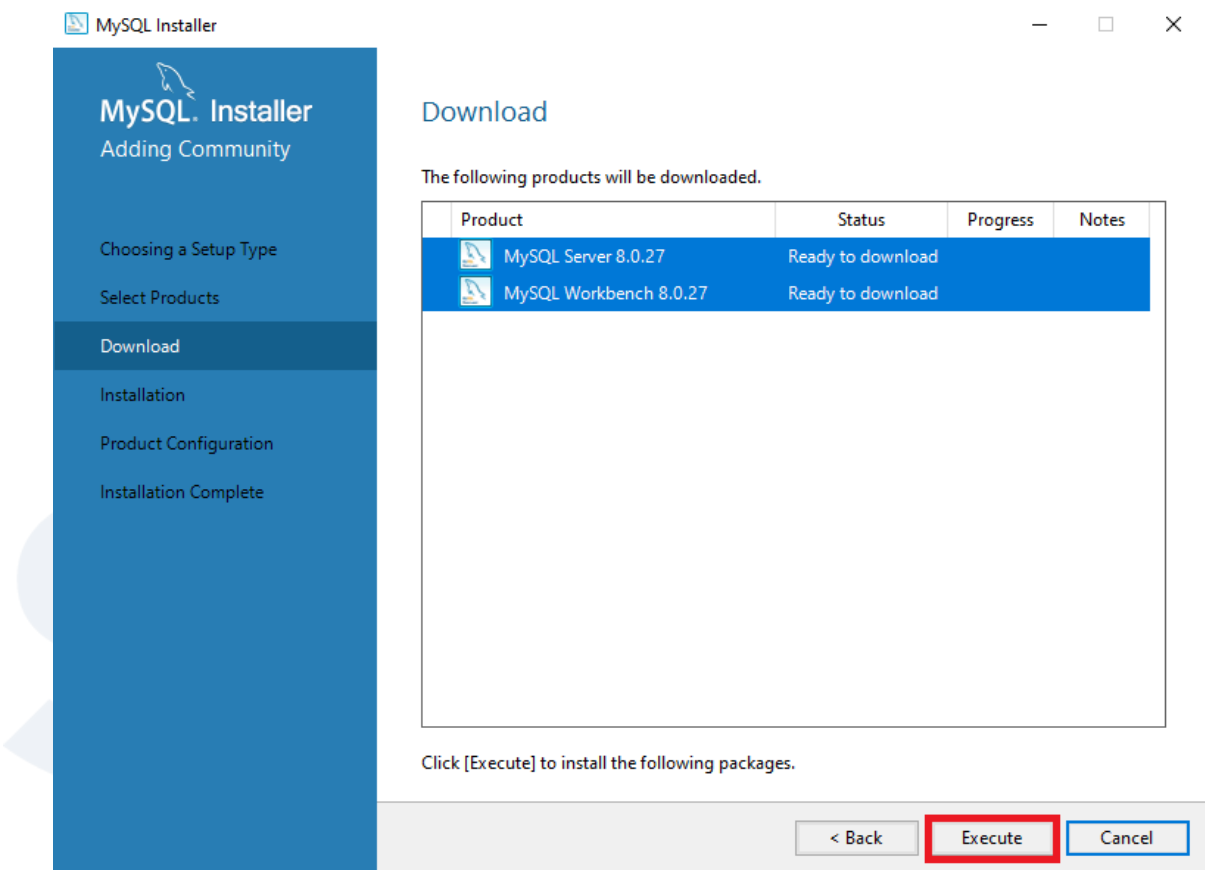 MySQL Installer
MySQL. Installer
Adding Community
Choosing a Setup Type
Select Products
Download
Installation
Product Configuration
Installation Complete
Download
The following products will be downloaded.
Product Status Progress Notes
MySQL Server 8.0.27 Ready to download
MySQL Workbench 8.0.27 Ready to download
Click [Execute] to install the following packages.
< Back Execute Cancel